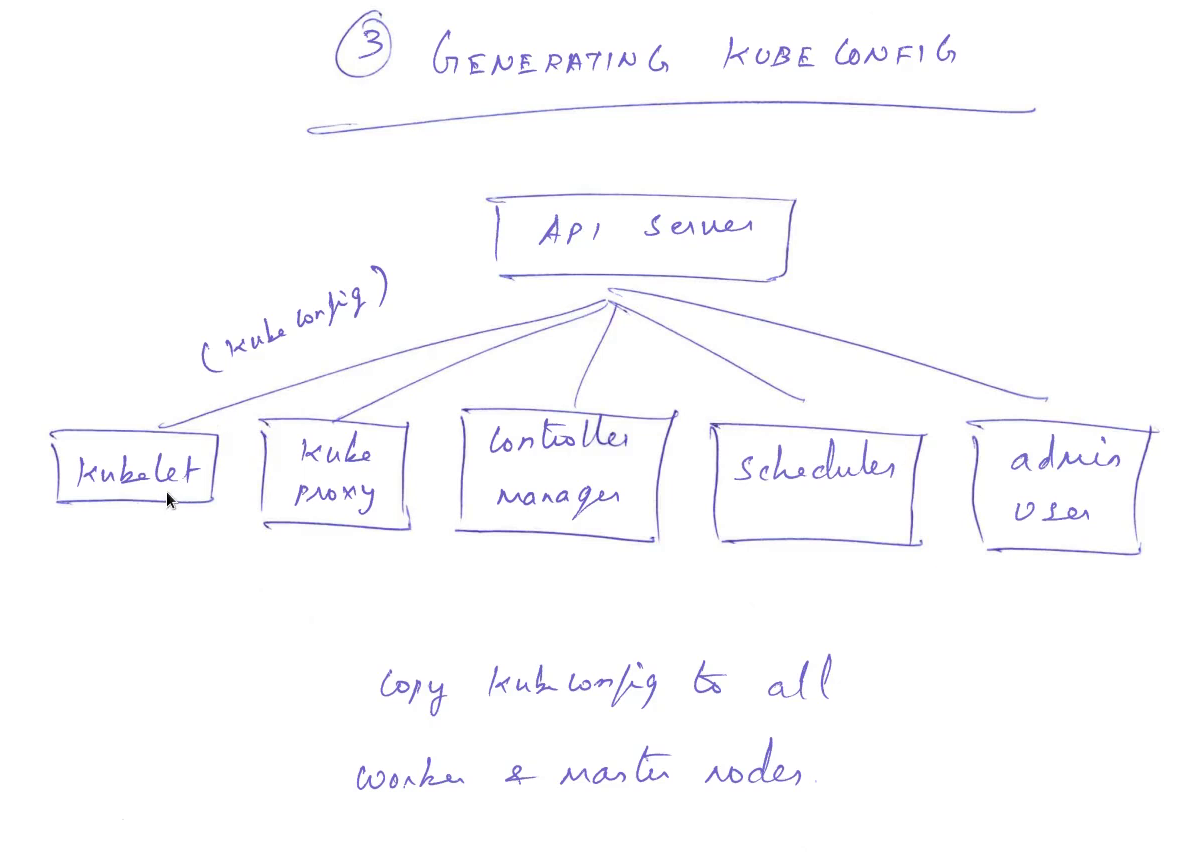 3 GENERATING KUBE CONFIG
API Server
(Kube config)
Kubelet
Kube
proxy
Controller
manager
Scheduler
admin
user
Copy Kubeconfig to all
worker & master nodes.